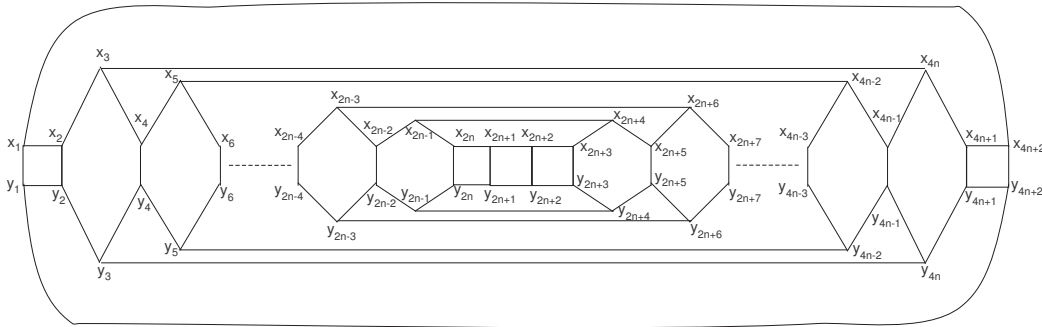 x₃ x₄ₙ
x₅ x₄ₙ₋₂
x₂ₙ₋₃ x₂ₙ₊₆
x₄ x₂ₙ₊₄ x₄ₙ₋₁
x₁ x₂ x₆ x₂ₙ₋₄ x₂ₙ₋₂ x₂ₙ₋₁ x₂ₙ x₂ₙ₊₁ x₂ₙ₊₂ x₂ₙ₊₃ x₂ₙ₊₅ x₂ₙ₊₇ x₄ₙ₋₃ x₄ₙ₊₁ x₄ₙ₊₂
y₁ y₂ y₄ y₆ y₂ₙ₋₄ y₂ₙ₋₂ y₂ₙ₋₁ y₂ₙ y₂ₙ₊₁ y₂ₙ₊₂ y₂ₙ₊₃ y₂ₙ₊₅ y₂ₙ₊₇ y₄ₙ₋₃ y₄ₙ₋₁ y₄ₙ₊₁ y₄ₙ₊₂
y₂ₙ₊₄
y₂ₙ₋₃ y₂ₙ₊₆
y₅ y₄ₙ₋₂
y₃ y₄ₙ